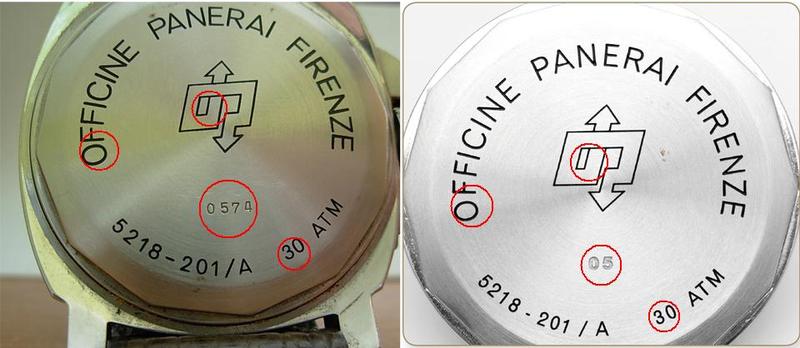 OFFICINE PANERAI FIRENZE
0574
5218-201/A 30 ATM
OFFICINE PANERAI FIRENZE
05
5218-201/A 30 ATM